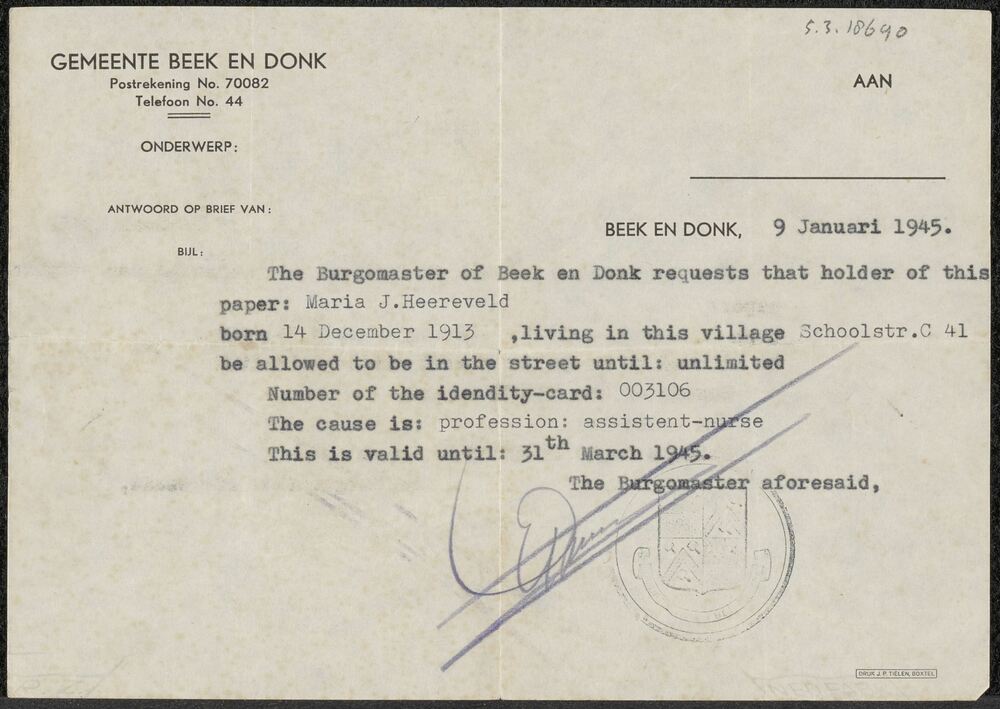 5.3.18690
GEMEENTE BEEK EN DONK
Postrekening No. 70082
Telefoon No. 44
AAN
ONDERWERP:
ANTWOORD OP BRIEF VAN:
BEEK EN DONK, 9 Januari 1945.
BIJL:
The Burgomaster of Beek en Donk requests that holder of this
paper: Maria J.Heereveld
born 14 December 1913 ,living in this village Schoolstr.C 41
be allowed to be in the street until: unlimited
Number of the idendity-card: 003106
The cause is: profession: assistent-nurse
This is valid until: 31th March 1945.
The Burgomaster aforesaid,
DRUK J. P. TIELEN, BOXTEL